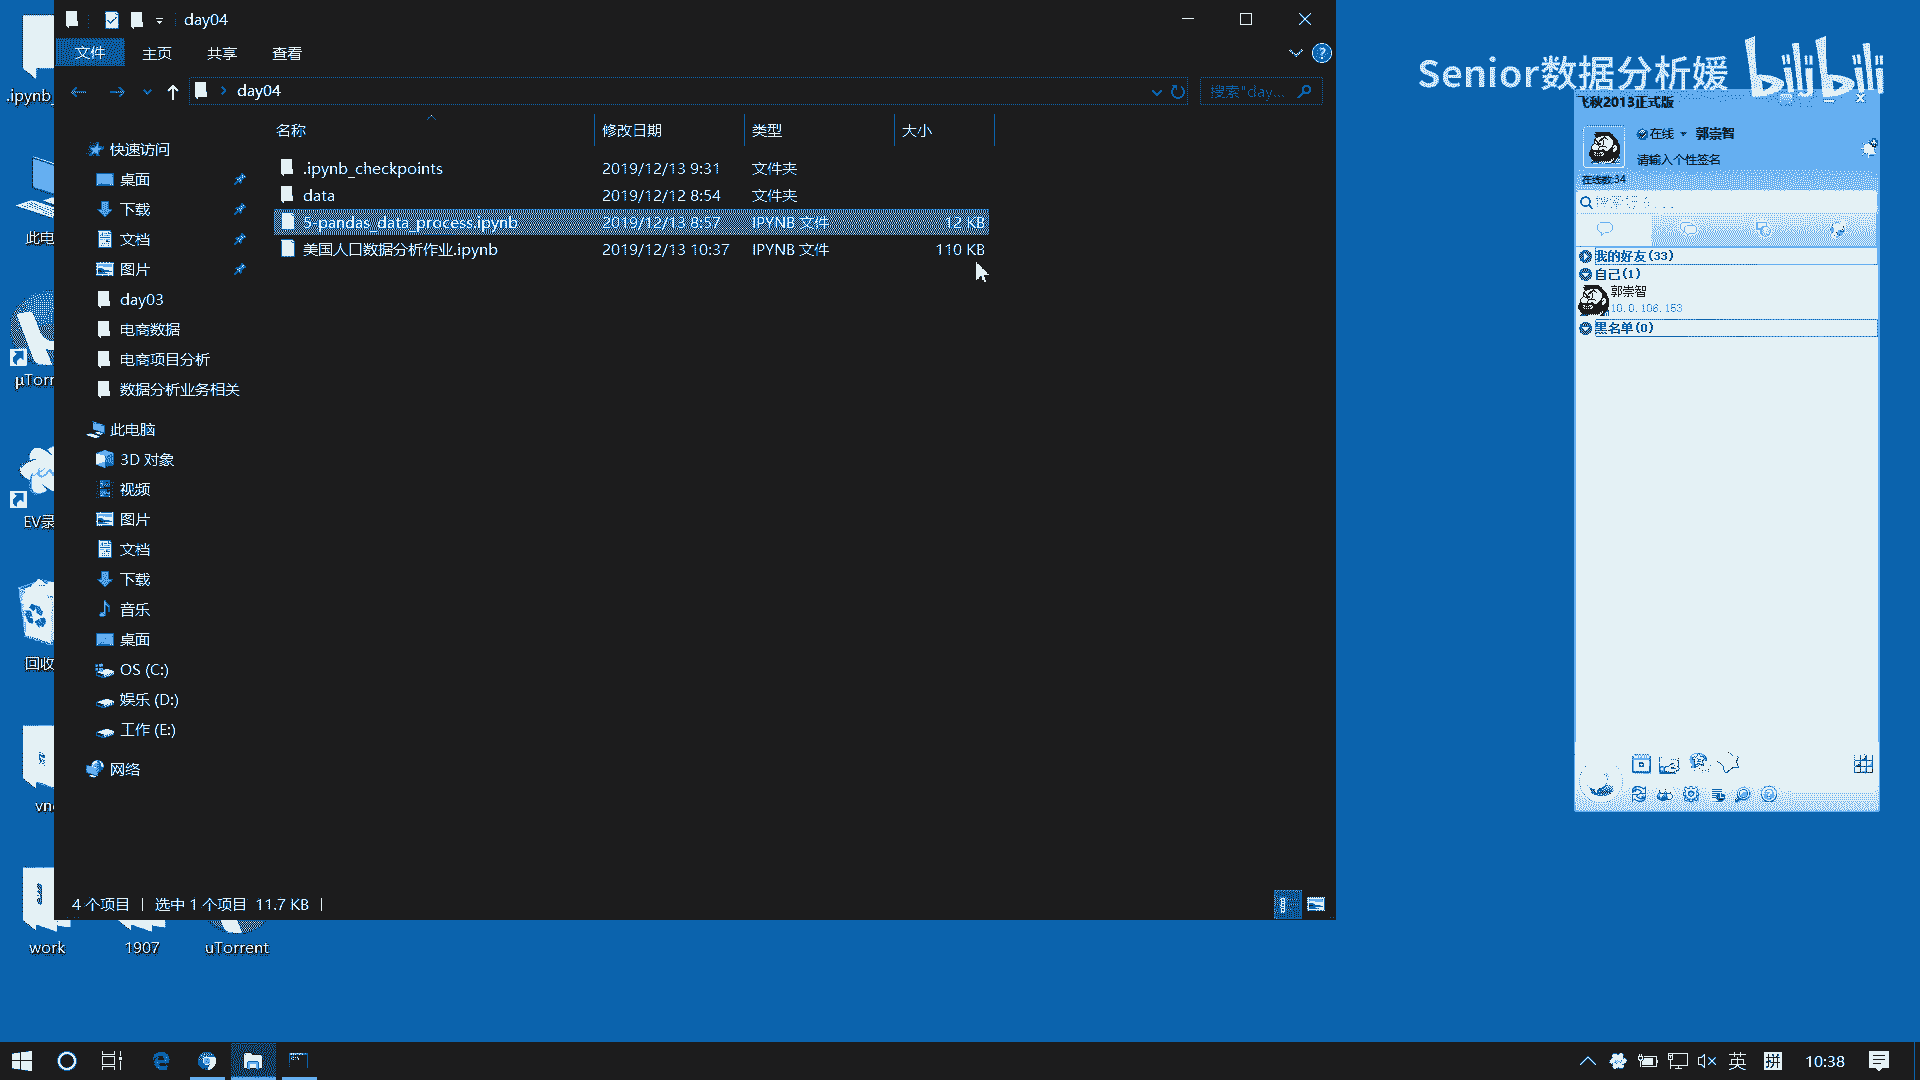 day04
文件
主页
共享
查看
day04
搜索"day...
名称
修改日期
类型
大小
.ipynb_checkpoints
2019/12/13 9:31
文件夹
data
2019/12/12 8:54
文件夹
5-pandas_data_process.ipynb
2019/12/13 8:57
IPYNB 文件
12 KB
美国人口数据分析作业.ipynb
2019/12/13 10:37
IPYNB 文件
110 KB
快速访问
桌面
下载
文档
图片
day03
电商数据
电商项目分析
数据分析业务相关
此电脑
3D 对象
视频
图片
文档
下载
音乐
桌面
OS (C:)
娱乐 (D:)
工作 (E:)
网络
4 个项目
选中 1 个项目 11.7 KB
.ipynb_
此电
µTorr
EV录
回收
vnc
work
1907
uTorrent
Senior数据分析媛
bilibili
飞秋2013正式版
在线
郭崇智
请输入个性签名
在线数:34
我的好友(33)
自己(1)
郭崇智
10.0.106.153
黑名单(0)
英
拼
10:38